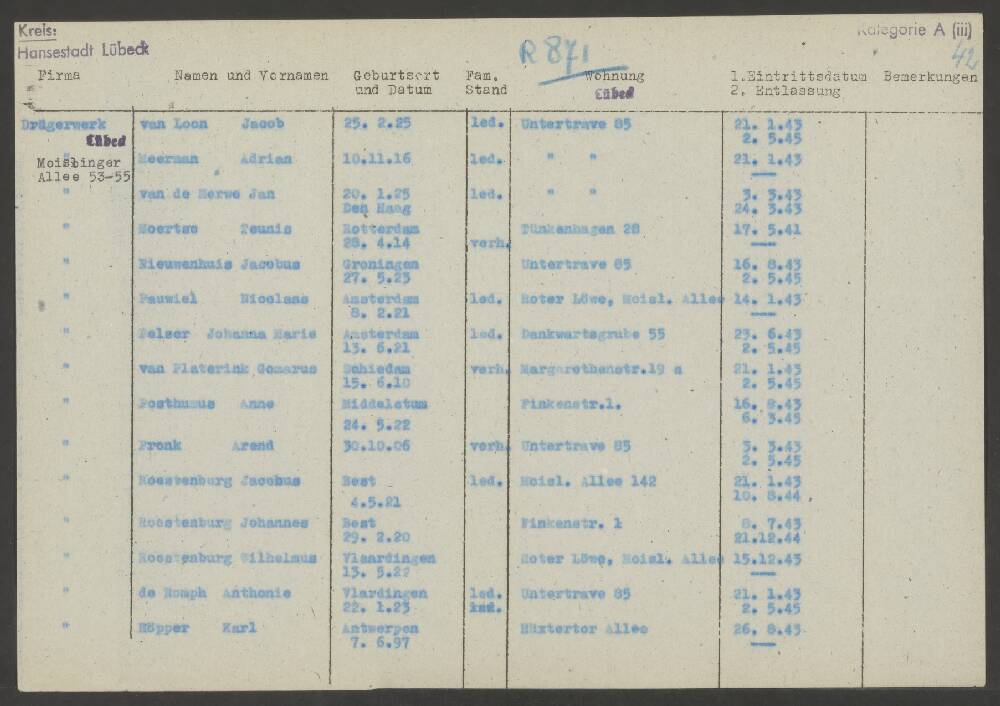 Kreis:
Hansestadt Lübeck
Kategorie A (iii)
R 871
42
Firma Namen und Vornamen Geburtsort Fam. Wohnung 1.Eintrittsdatum Bemerkungen
und Datum Stand Lübeck 2. Entlassung
Drägerwerk van Loon Jacob 25. 2.25 led. Untertrave 85 21. 1.43
Lübeck 2. 5.45
Moislinger Meerman Adrian 10.11.16 led. " " 21. 1.43
Allee 53-55 —
" van de Merwe Jan 20. 1.25 led. " " 3. 3.43
Den Haag 24. 3.43
" Moertse Teunis Rotterdam Tünkenhagen 28 17. 5.41
28. 4.14 verh. —
" Nieuwenhuis Jacobus Groningen Untertrave 85 16. 8.43
27. 5.23 2. 5.45
" Pauwiel Nicolaas Amsterdam led. Roter Löwe, Moisl. Allee 14. 1.43
8. 2.21 —
" Pelser Johanna Marie Amsterdam led. Dankwartsgrube 55 23. 6.43
13. 6.21 2. 5.45
" van Platerink Gomarus Schiedam verh. Margarethenstr.19 a 21. 1.43
15. 6.10 2. 5.45
" Posthumus Anne Middelstum Finkenstr.1. 16. 8.43
24. 5.22 6. 3.45
" Pronk Arend 30.10.06 verh. Untertrave 85 3. 3.43
2. 5.45
" Roestenburg Jacobus Best led. Moisl. Allee 142 21. 1.43
4.5.21 10. 8.44
" Roestenburg Johannes Best Finkenstr. 1 8. 7.43
29. 2.20 21.12.44
" Roostenburg Wilhelmus Vlaardingen Roter Löwe, Moisl. Allee 15.12.43
13. 5.22 —
" de Romph Anthonie Vlardingen led. Untertrave 85 21. 1.43
22. 1.23 2. 5.45
" Röpper Karl Antwerpen Hüxtertor Allee 26. 8.43
7. 6.97 —